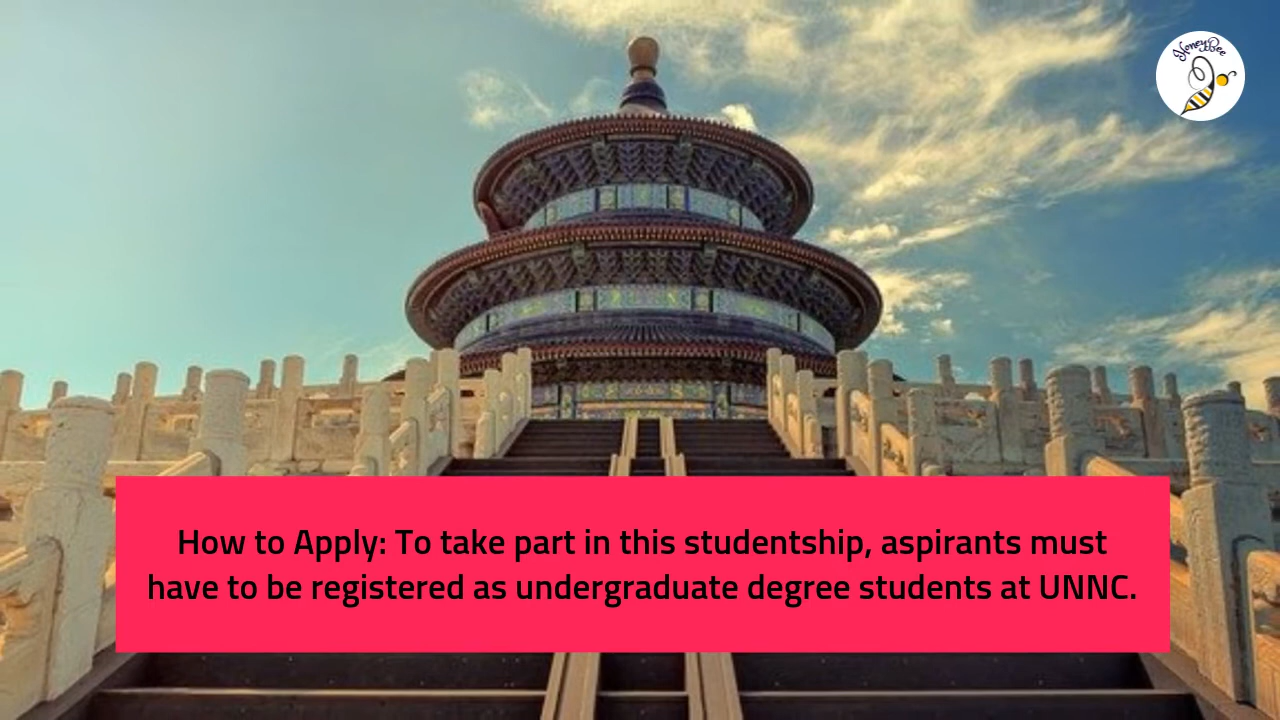 HoneyBee
How to Apply: To take part in this studentship, aspirants must
have to be registered as undergraduate degree students at UNNC.